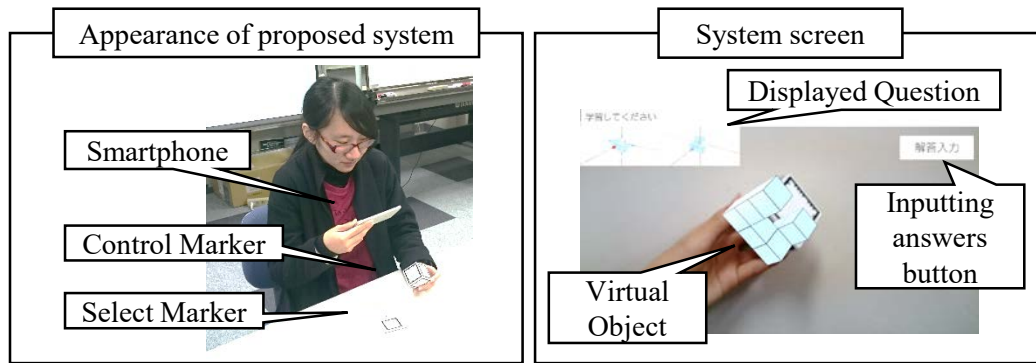 Appearance of proposed system
Smartphone
Control Marker
Select Marker
System screen
Displayed Question
学習してください
解答入力
Inputting
answers
button
Virtual
Object